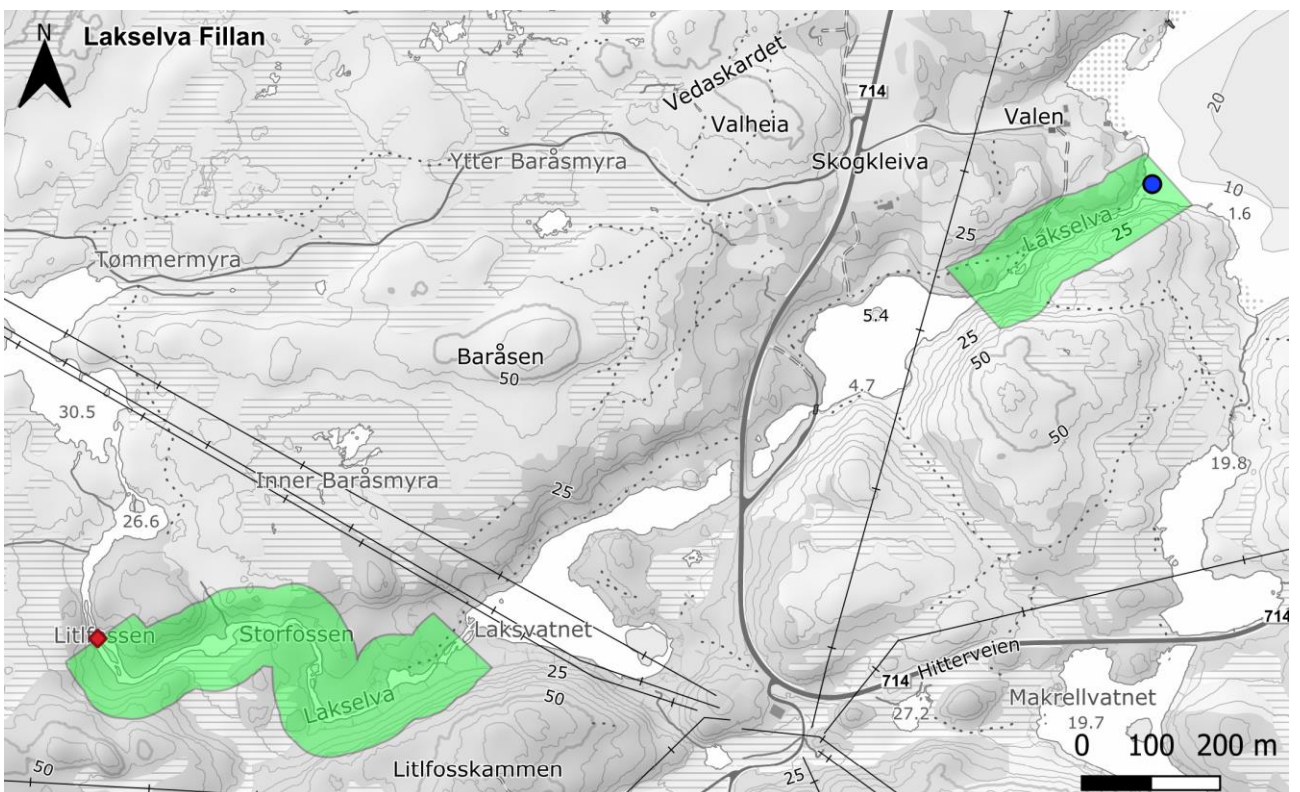 N
Lakselva Fillan
Vedaskardet
714
Valheia
Valen
20
Ytter Baråsmyra
Skogkleiva
10
1.6
Lakselva
25
25
Tømmermyra
5.4
25
Baråsen
50
50
4.7
30.5
50
19.8
Inner Baråsmyra
25
26.6
Litlfossen
Storfossen
Laksvatnet
714
Hitterveien
25
714
50
Lakselva
Makrellvatnet
27.2
19.7
0 100 200 m
50
Litlfosskammen
25